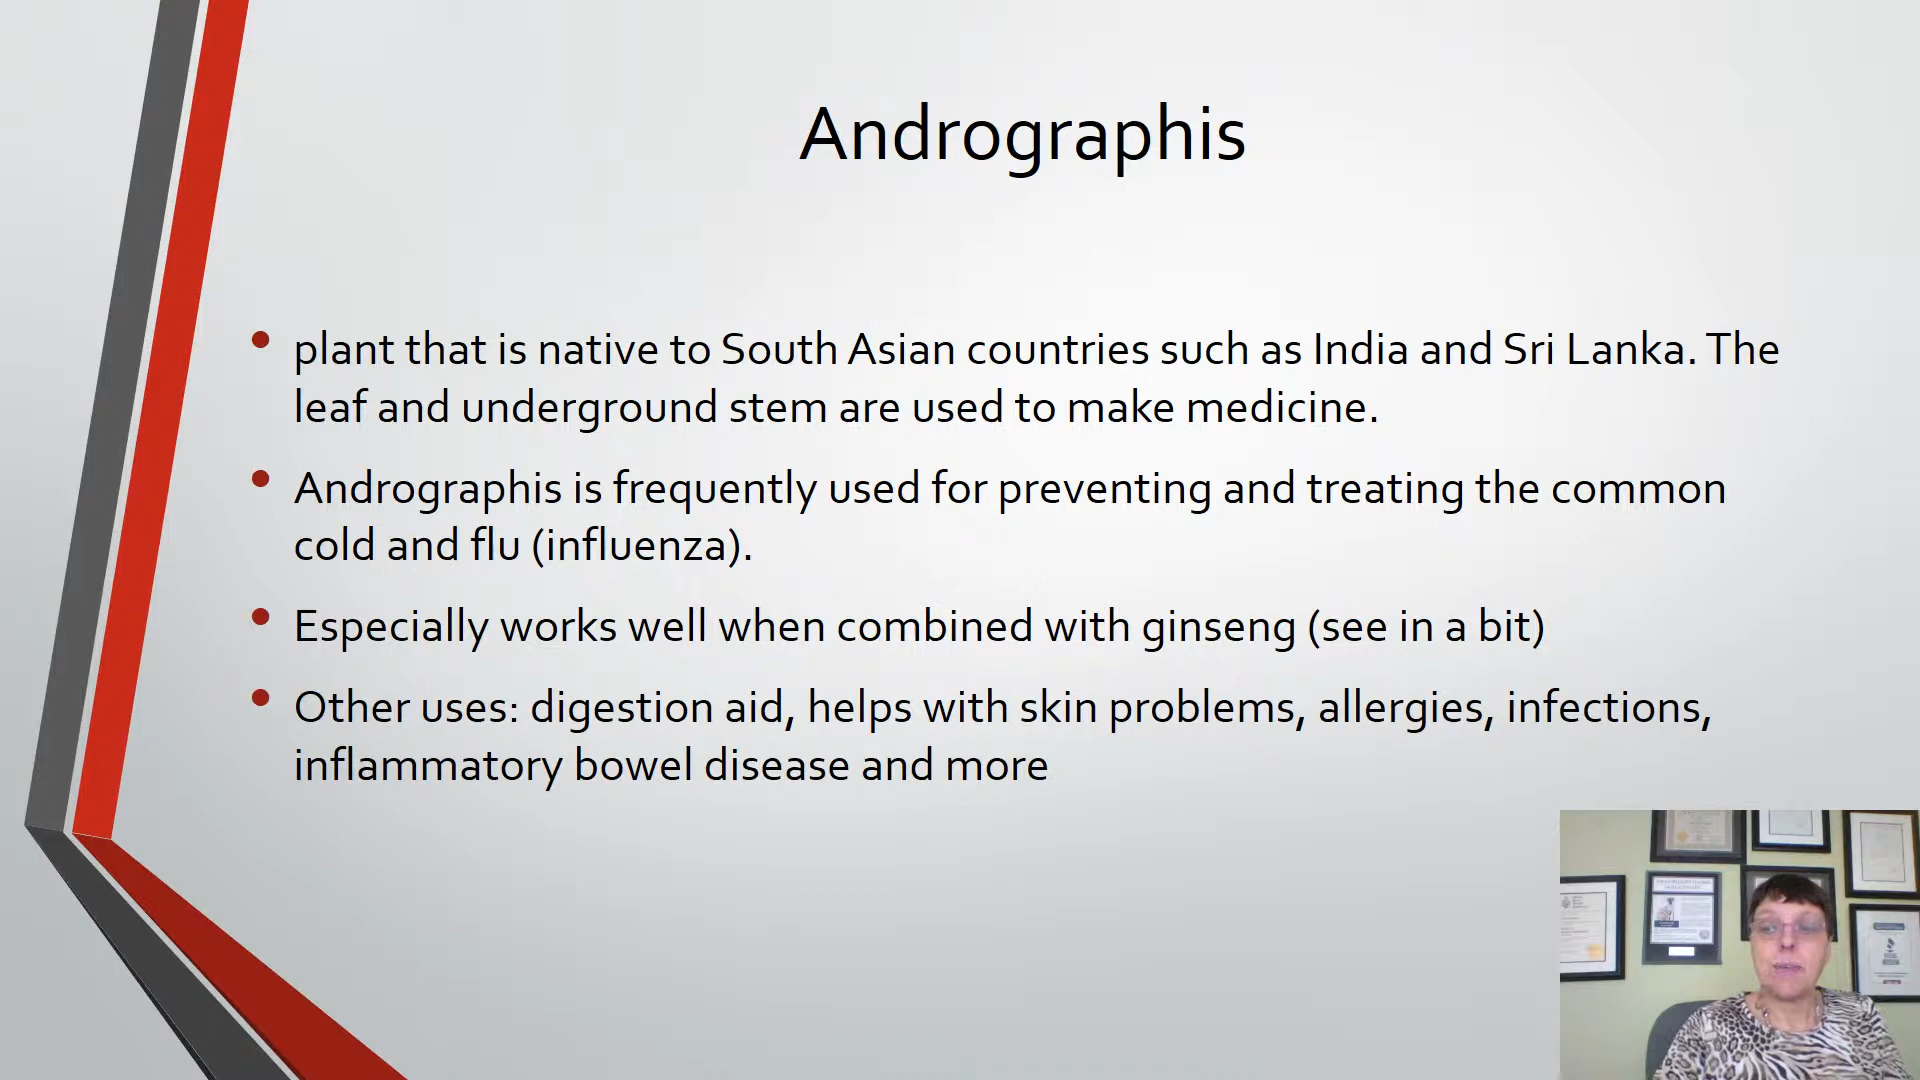 Andrographis
plant that is native to South Asian countries such as India and Sri Lanka. The
leaf and underground stem are used to make medicine.
Andrographis is frequently used for preventing and treating the common
cold and flu (influenza).
Especially works well when combined with ginseng (see in a bit)
Other uses: digestion aid, helps with skin problems, allergies, infections,
inflammatory bowel disease and more